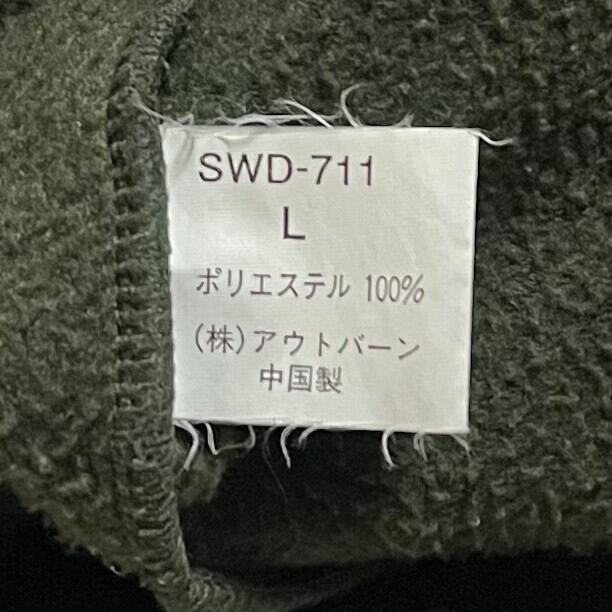 SWD-711
L
ポリエステル 100%
(株)アウトバーン
中国製